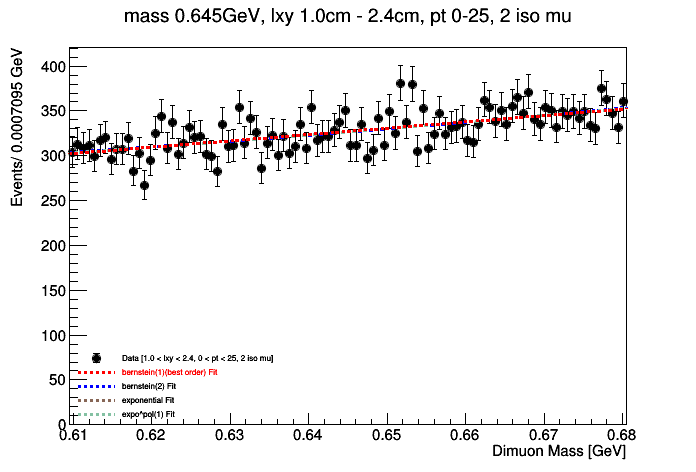 mass 0.645GeV, lxy 1.0cm - 2.4cm, pt 0-25, 2 iso mu
Events/ 0.0007095 GeV
400
350
300
250
200
150
100
50
0
Data [1.0 < lxy < 2.4, 0 < pt < 25, 2 iso mu]
bernstein(1)(best order) Fit
bernstein(2) Fit
exponential Fit
expo*pol(1) Fit
0.61 0.62 0.63 0.64 0.65 0.66 0.67 0.68
Dimuon Mass [GeV]